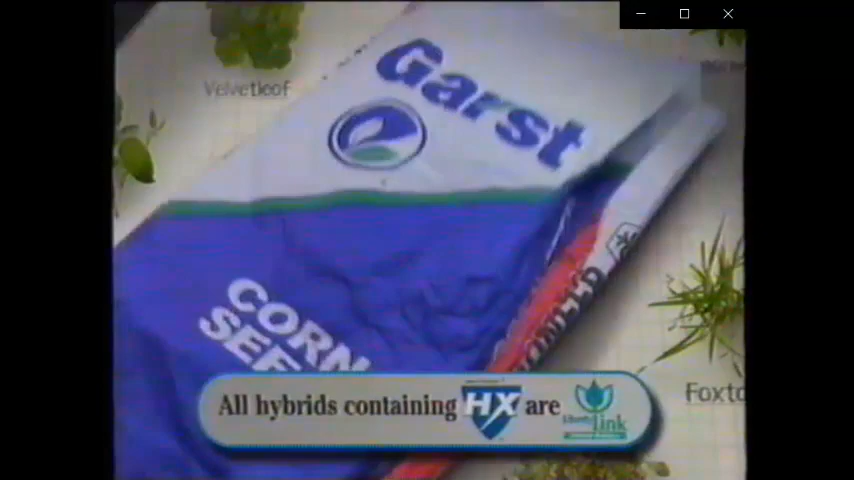 Velvetleaf
Garst
CORN
SEE
Foxto
All hybrids containing HX are Liberty Link